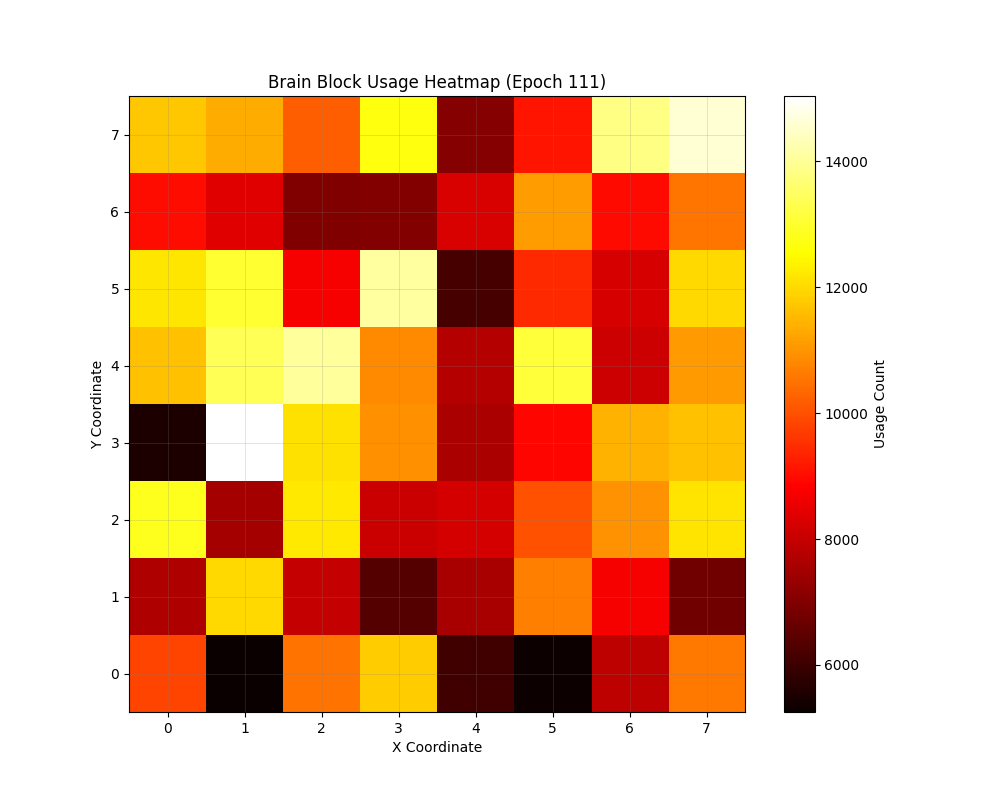 Brain Block Usage Heatmap (Epoch 111)
7
6
5
4
3
2
1
0
Y Coordinate
0 1 2 3 4 5 6 7
X Coordinate
14000
12000
10000
8000
6000
Usage Count